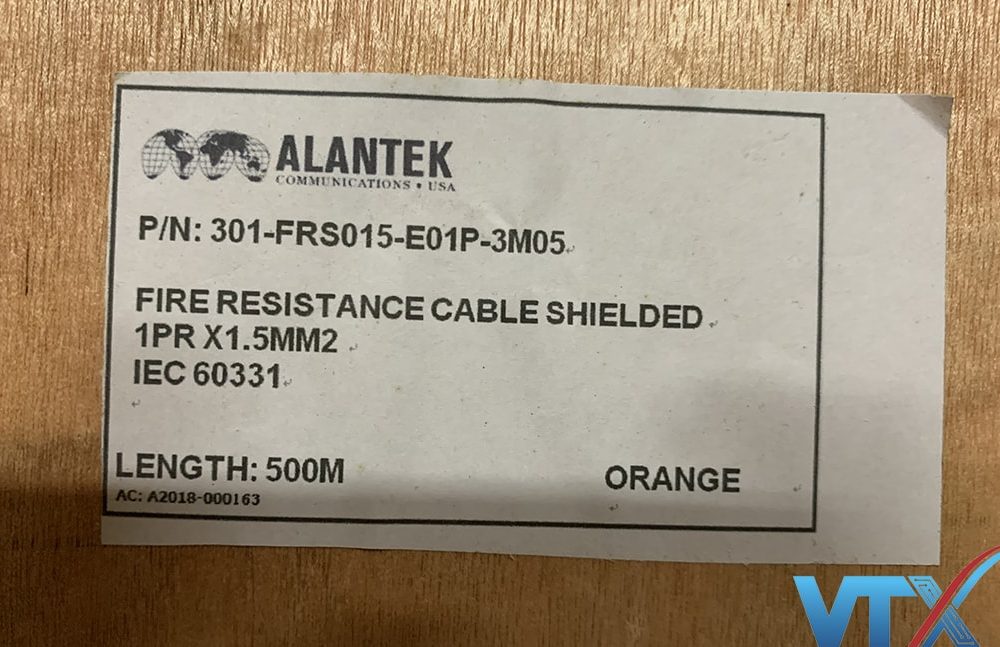 ALANTEK
COMMUNICATIONS • USA
P/N: 301-FRS015-E01P-3M05
FIRE RESISTANCE CABLE SHIELDED
1PR X1.5MM2
IEC 60331
LENGTH: 500M
ORANGE
AC: A2018-000163
VTX